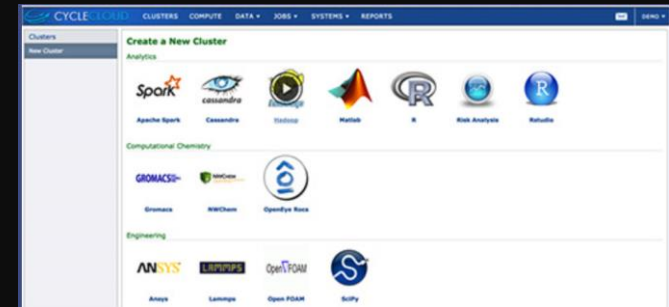 CYCLECLOUD CLUSTERS COMPUTE DATA JOBS SYSTEMS REPORTS DEMO
Clusters
New Cluster
Create a New Cluster
Analytics
Spark cassandra R R
Apache Spark Cassandra Hadoop Matlab R Risk Analysis Rstudio
Computational Chemistry
GROMACS NWChem
Gromacs NWChem OpenEye Rocs
Engineering
ANSYS LAMMPS OpenFOAM S
Ansys Lammps Open FOAM SciPy